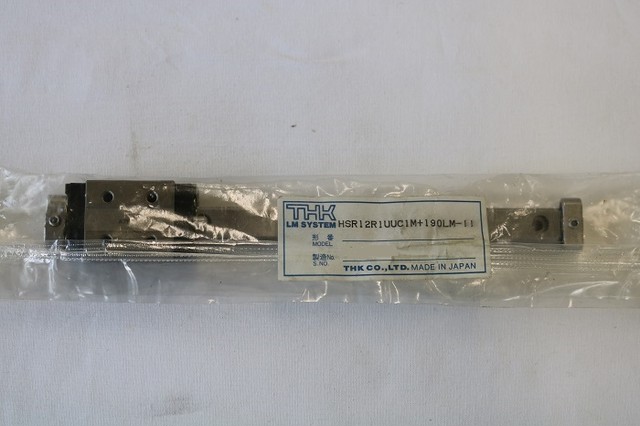 THK
LM SYSTEM
HSR12R1UUC1M+190LM-II
形番
MODEL.
製造No.
S.NO.
THK CO.,LTD. MADE IN JAPAN